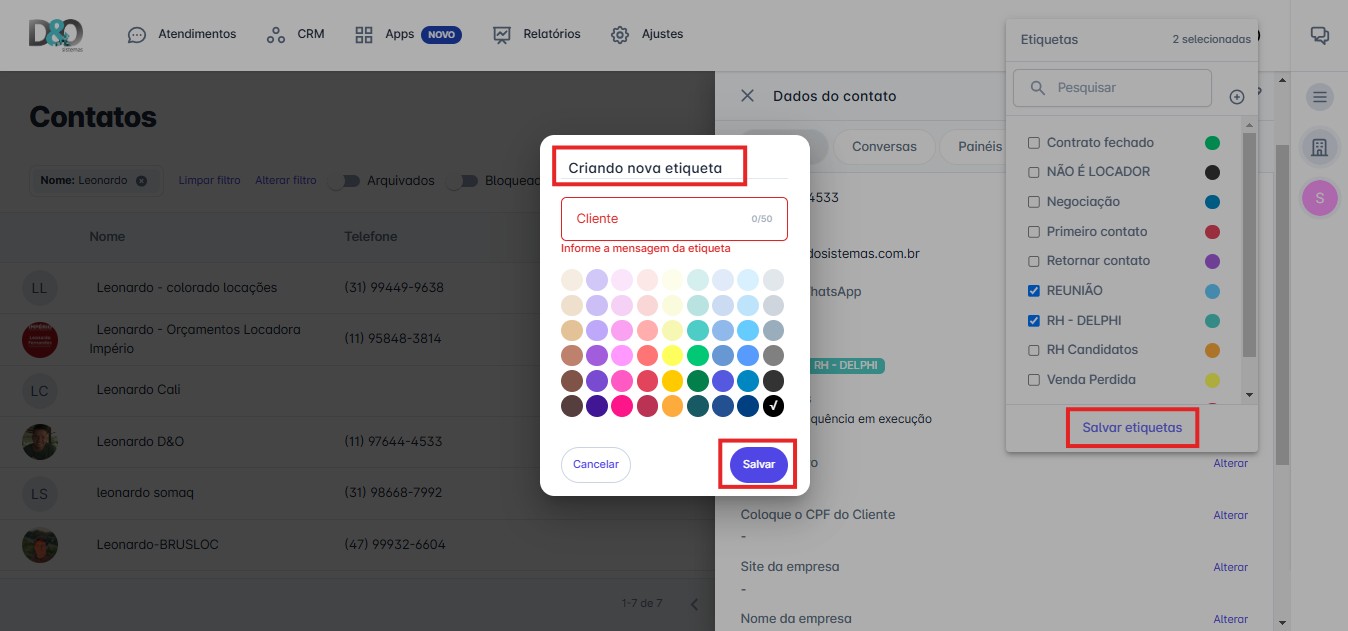 D&O
Atendimentos
CRM
Apps
NOVO
Relatórios
Ajustes
Contatos
Nome: Leonardo
Limpar filtro
Alterar filtro
Arquivados
Bloquead
Nome
Telefone
LL
Leonardo - colorado locações
(31) 99449-9638
Leonardo - Orçamentos Locadora
Império
(11) 95848-3814
LC
Leonardo Cali
Leonardo D&O
(11) 97644-4533
LS
leonardo somaq
(31) 98668-7992
Leonardo-BRUSLOC
(47) 99932-6604
1-7 de 7
Criando nova etiqueta
Cliente
0/50
Informe a mensagem da etiqueta
Cancelar
Salvar
Dados do contato
Conversas
Painéis
4533
dosistemas.com.br
hatsApp
RH - DELPHI
quência em execução
o
Alterar
Coloque o CPF do Cliente
Alterar
-
Site da empresa
Alterar
-
Nome da empresa
Alterar
Etiquetas
2 selecionadas
Pesquisar
Contrato fechado
NÃO É LOCADOR
Negociação
Primeiro contato
Retornar contato
REUNIÃO
RH - DELPHI
RH Candidatos
Venda Perdida
Salvar etiquetas
S